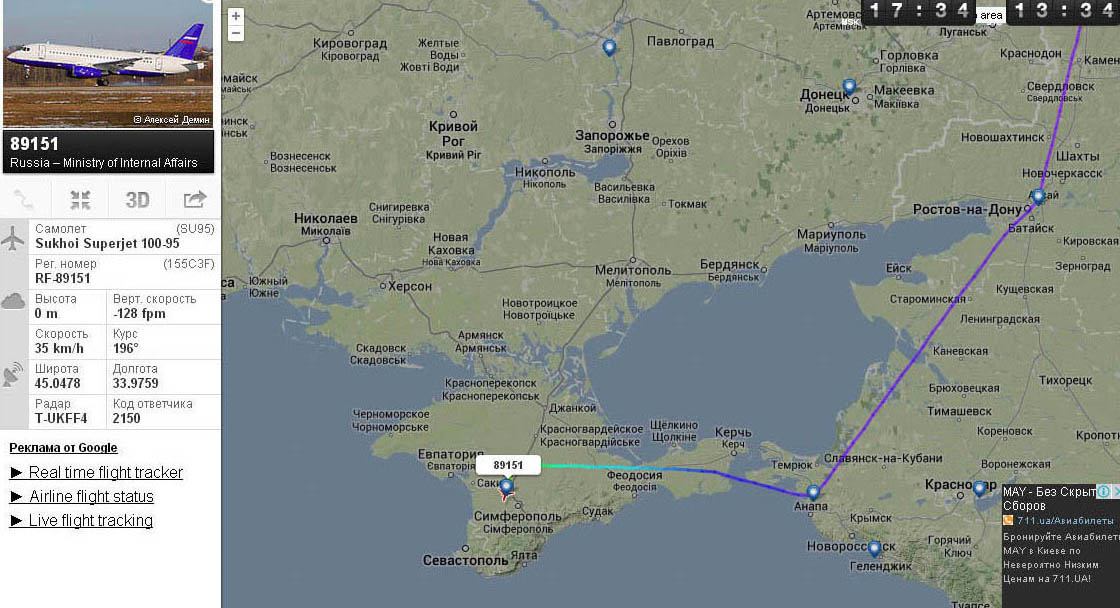 © Алексей Демин
89151
Russia – Ministry of Internal Affairs
3D
Самолет (SU95)
Sukhoi Superjet 100-95
Рег. номер (155C3F)
RF-89151
Высота
0 m
Верт. скорость
-128 fpm
Скорость
35 km/h
Курс
196°
Широта
45.0478
Долгота
33.9759
Радар
T-UKFF4
Код ответчика
2150
Реклама от Google
► Real time flight tracker
► Airline flight status
► Live flight tracking
+
−
17:34
area
13:34
Артемівськ
Луганськ
Кировоград
Кіровоград
Желтые
Воды
Жовті Води
Павлоград
Горловка
Горлівка
Краснодон
Камен
Донецк
Донецьк
Макеевка
Макіївка
Свердловск
Свердловськ
Кривой
Рог
Кривий Ріг
Запорожье
Запоріжжя
Орехов
Оріхів
Новошахтинск
Шахты
Новочеркасск
Вознесенск
Вознесенськ
Никополь
Нікополь
Васильевка
Василівка
Токмак
Аксай
Ростов-на-Дону
Батайск
Снигиревка
Снігурівка
Николаев
Миколаїв
Новая
Каховка
Нова Каховка
Мариуполь
Маріуполь
Кировская
Зерноград
Мелитополь
Мелітополь
Бердянск
Бердянськ
Ейск
Южный
Южне
Херсон
Староминская
Кущевская
Новотроицкое
Новотроїцьке
Ленинградская
Скадовск
Скадовськ
Армянск
Армянськ
Каневская
Красноперекопск
Красноперекопськ
Брюховецкая
Тихорецк
Черноморское
Чорноморське
Джанкой
Тимашевск
Красногвардейское
Красногвардійське
Щёлкино
Щолкіне
Керчь
Керч
Кореновск
Кропот
Евпатория
Євпаторія
89151
Темрюк
Славянск-на-Кубани
Воронежская
Саки
Феодосия
Феодосія
Анапа
Краснодар
Симферополь
Сімферополь
Судак
Крымск
Новороссийск
Горячий
Ключ
Севастополь
Ялта
Геленджик
Туапсе
MAY - Без Скрыт
Сборов
711.ua/Авиабилеты
Бронируйте Авиабилеты
MAY в Киеве по
Невероятно Низким
Ценам на 711.UA!